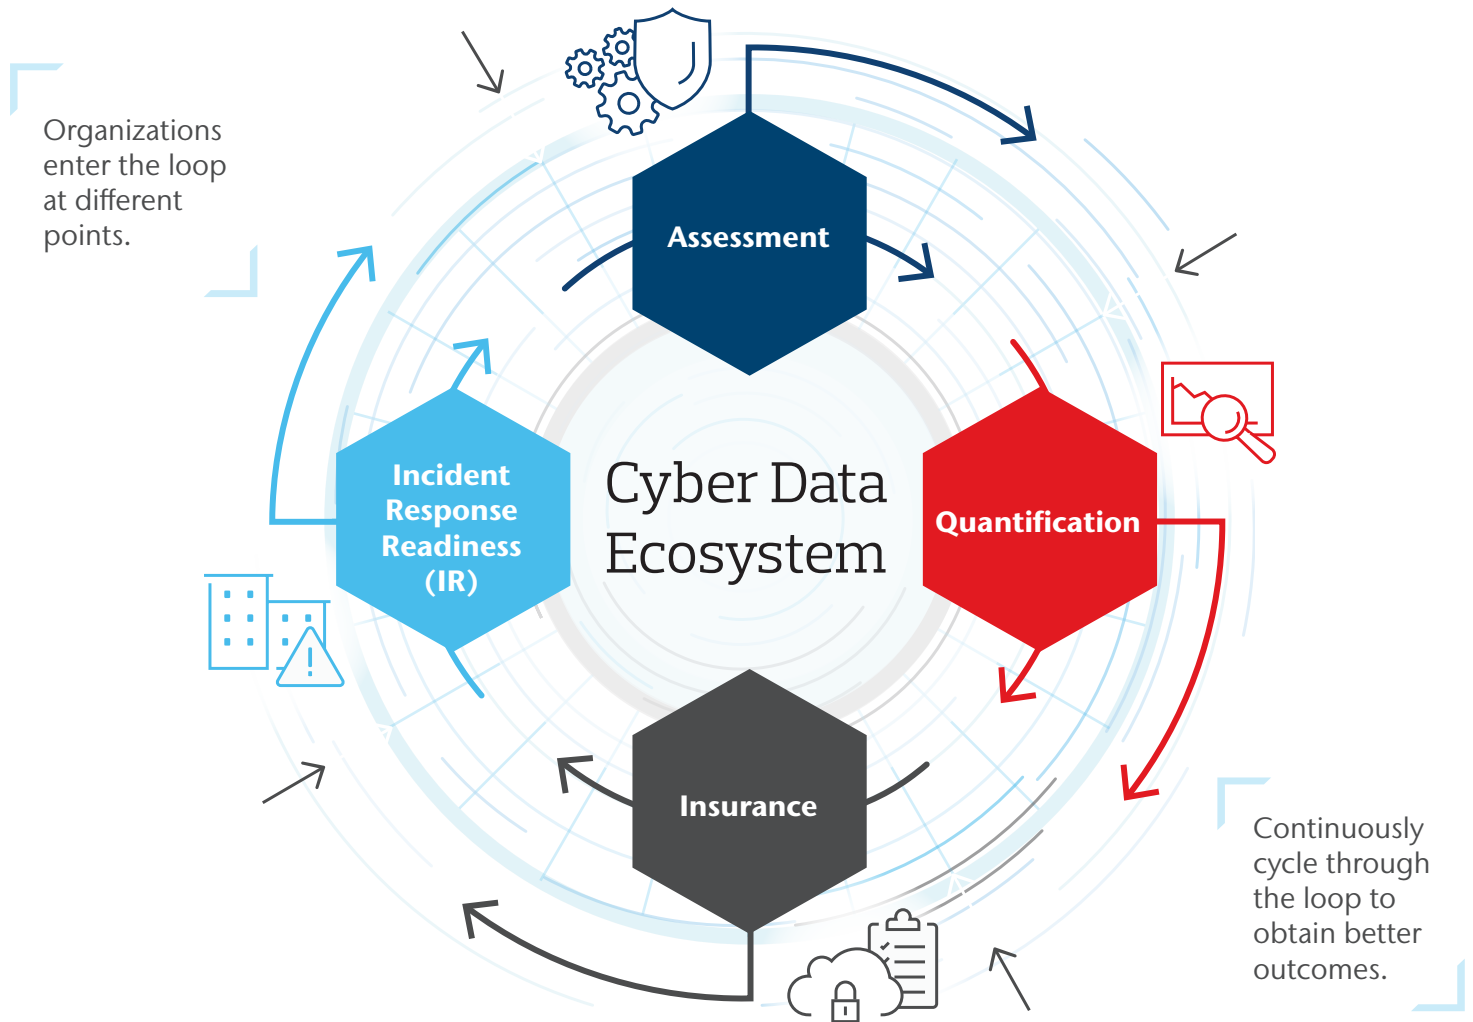 Organizations
enter the loop
at different
points.
Assessment
Incident
Response
Readiness
(IR)
Cyber Data
Ecosystem
Quantification
Insurance
Continuously
cycle through
the loop to
obtain better
outcomes.